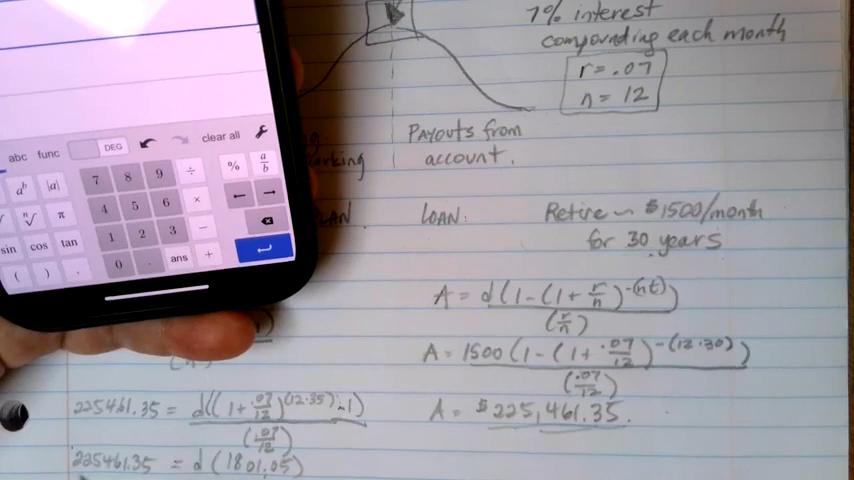 7% interest
compounding each month
r = .07
n = 12
Payouts from
account.
LOAN: Retire ~ $1500/month
for 30 years
A = d(1-(1+r/n)^-(nt))
(r/n)
A = 1500(1-(1+.07/12)^-(12·30))
(.07/12)
A = $225,461.35.
225461.35 = d((1+.07/12)^(12·35)-1)
(.07/12)
225461.35 = d(1801.05)
abc func DEG clear all
7 8 9 ÷ % a/b
a^b |a| 4 5 6 × ← →
√ ⁿ√ π 1 2 3 −
sin cos tan 0 . ans +
( ) ,